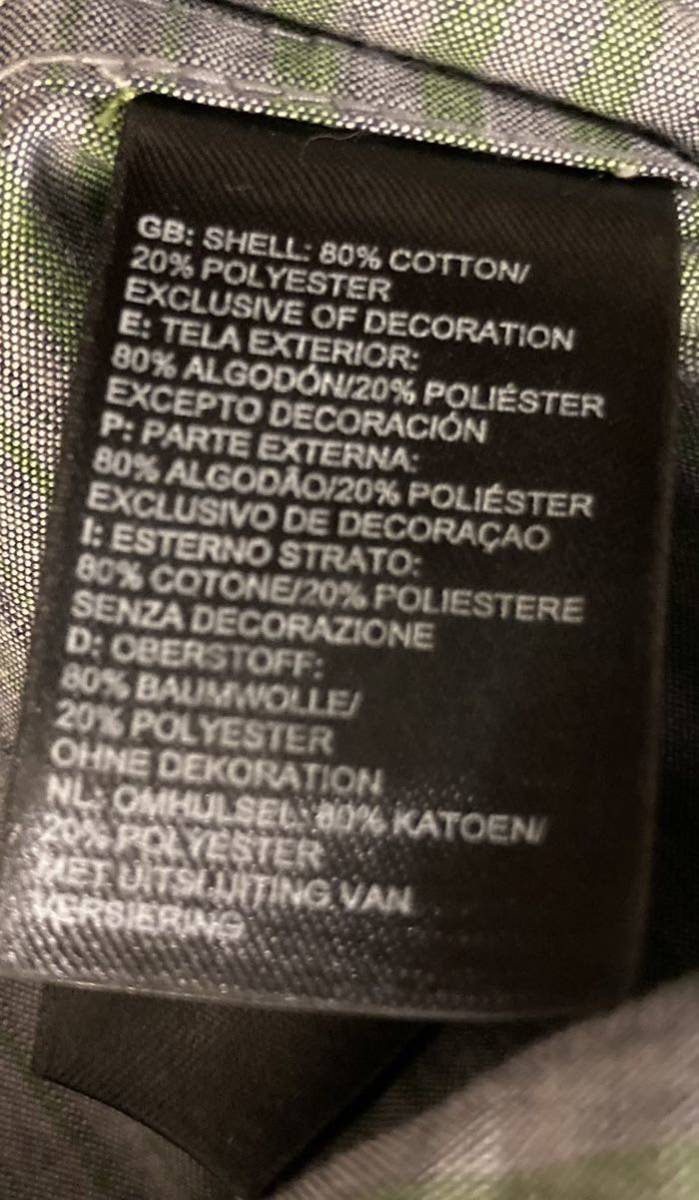 GB: SHELL: 80% COTTON/
20% POLYESTER
EXCLUSIVE OF DECORATION
E: TELA EXTERIOR:
80% ALGODÓN/20% POLIÉSTER
EXCEPTO DECORACIÓN
P: PARTE EXTERNA:
80% ALGODÃO/20% POLIÉSTER
EXCLUSIVO DE DECORAÇAO
I: ESTERNO STRATO:
80% COTONE/20% POLIESTERE
SENZA DECORAZIONE
D: OBERSTOFF:
80% BAUMWOLLE/
20% POLYESTER
OHNE DEKORATION
NL: OMHULSEL: 80% KATOEN/
20% POLYESTER
MET UITSLUITING VAN
VERSIERING